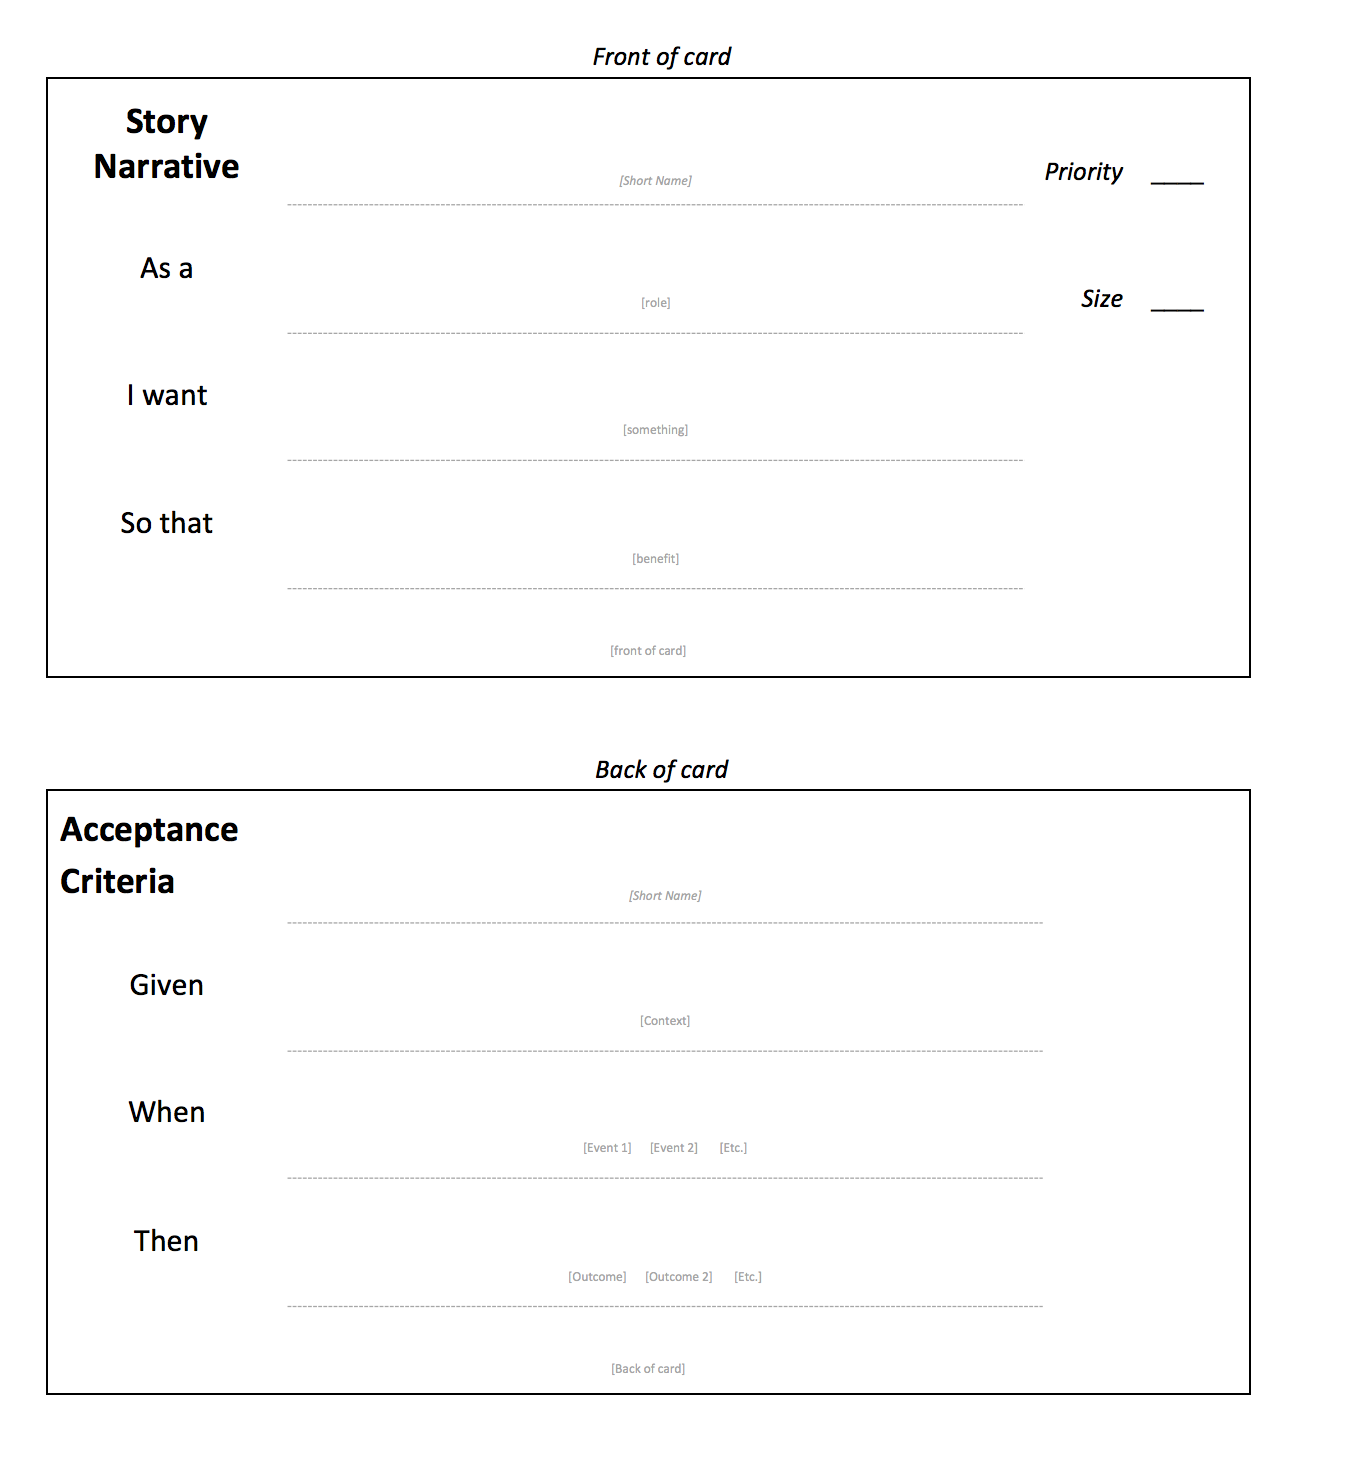 Front of card
Story
Narrative
[Short Name]
Priority ____
As a
[role]
Size ____
I want
[something]
So that
[benefit]
[front of card]
Back of card
Acceptance
Criteria
[Short Name]
Given
[Context]
When
[Event 1] [Event 2] [Etc.]
Then
[Outcome] [Outcome 2] [Etc.]
[Back of card]